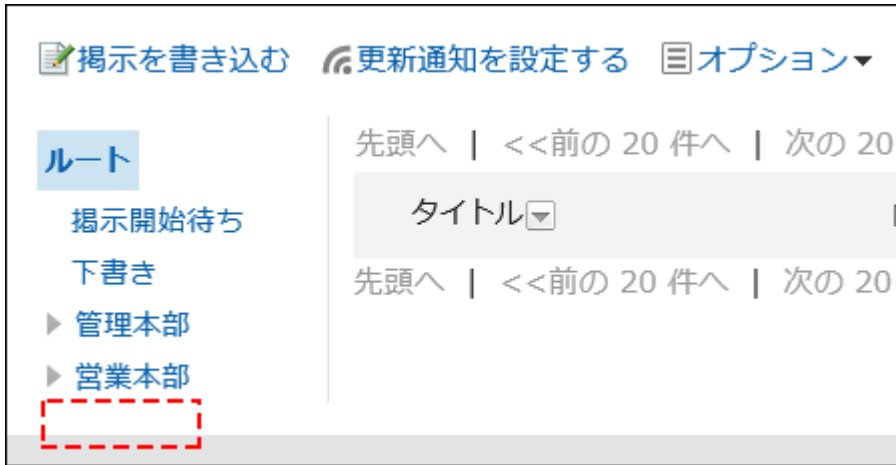 掲示を書き込む 更新通知を設定する オプション▼
ルート
掲示開始待ち
下書き
管理本部
営業本部
先頭へ | <<前の 20 件へ | 次の 20
タイトル
先頭へ | <<前の 20 件へ | 次の 20